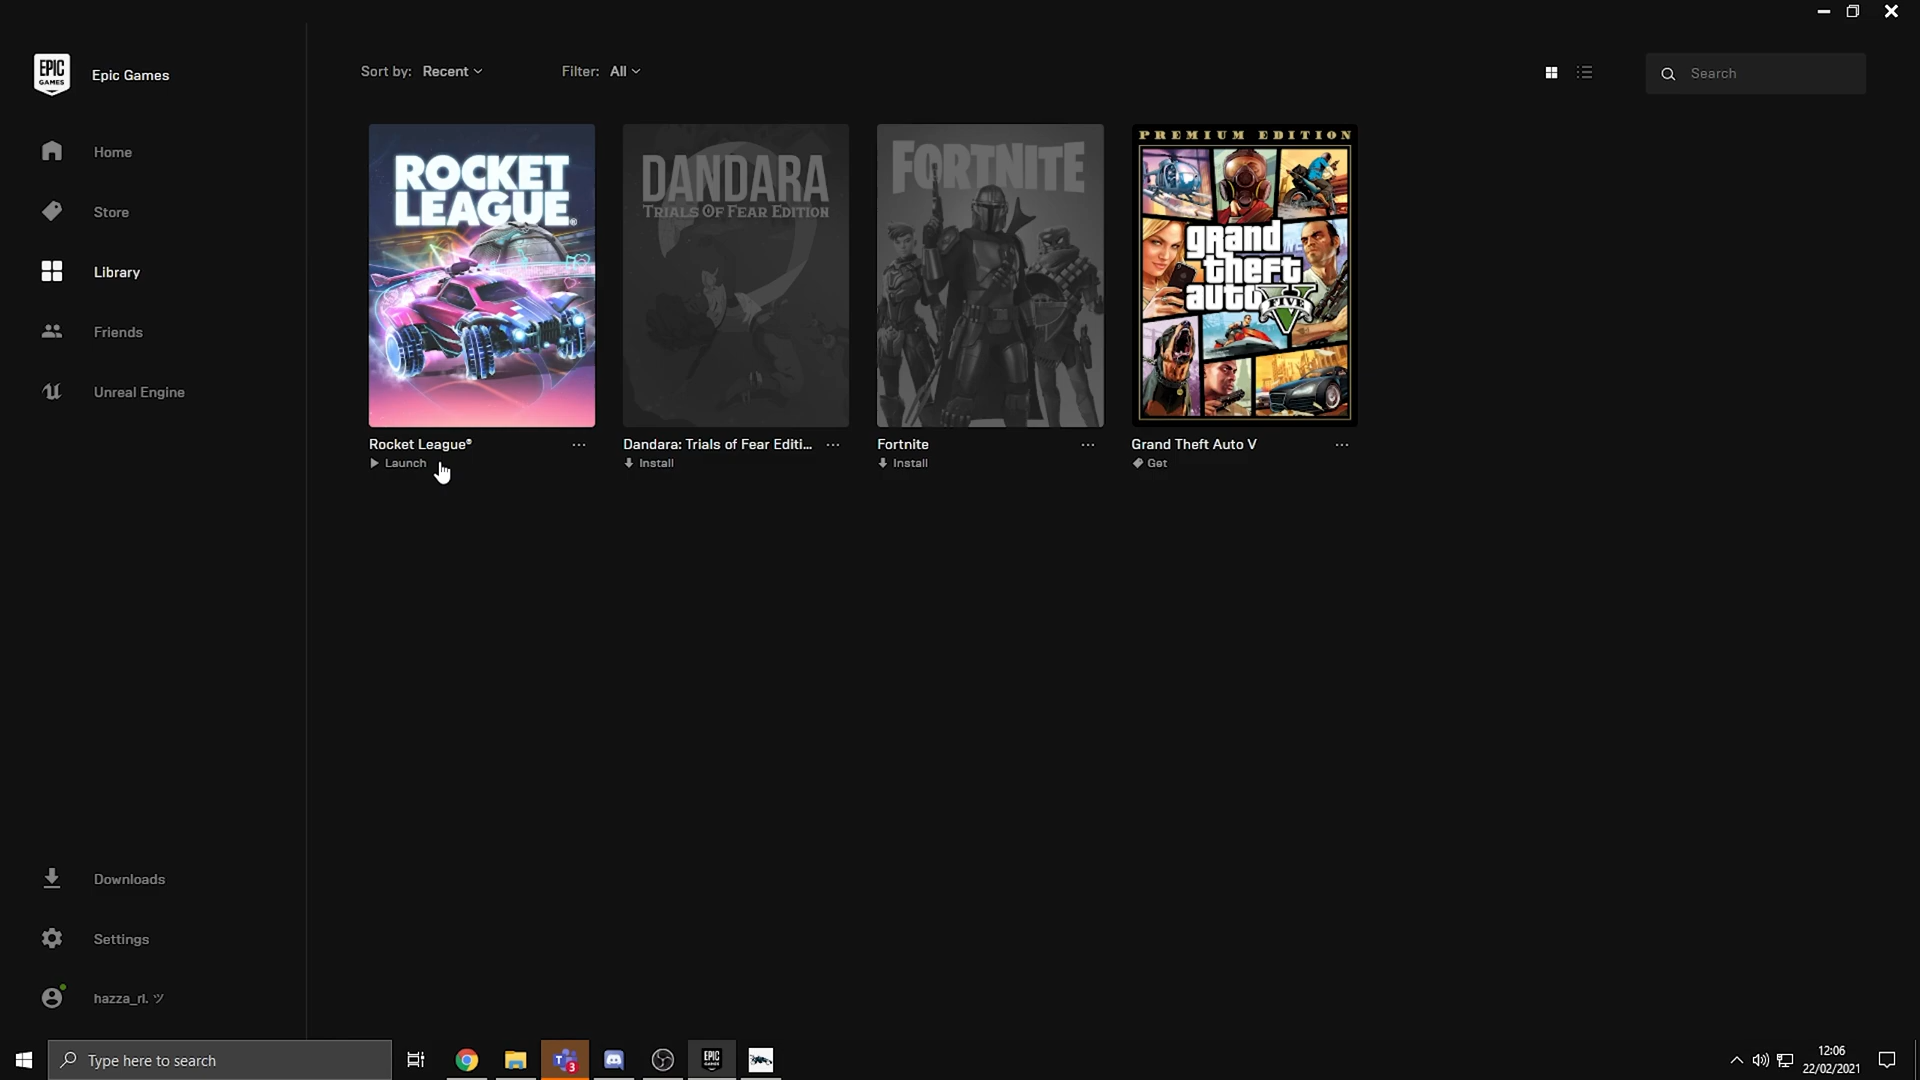 EPIC GAMES
Epic Games
Home
Store
Library
Friends
Unreal Engine
Downloads
Settings
hazza_rl. ツ
Sort by: Recent
Filter: All
Search
ROCKET
LEAGUE®
Rocket League®
Launch
DANDARA
TRIALS OF FEAR EDITION
Dandara: Trials of Fear Editi...
Install
FORTNITE
Fortnite
Install
PREMIUM EDITION
grand
theft
auto
V
FIVE
Grand Theft Auto V
Get
Type here to search
T
3
EPIC GAMES
12:06
22/02/2021